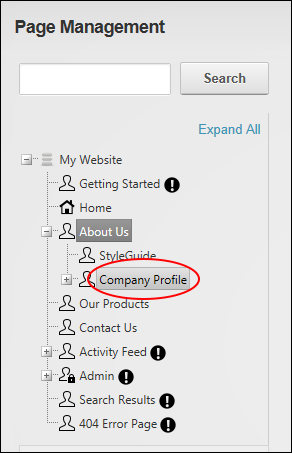 Page Management
Search
Expand All
My Website
Getting Started
Home
About Us
StyleGuide
Company Profile
Our Products
Contact Us
Activity Feed
Admin
Search Results
404 Error Page